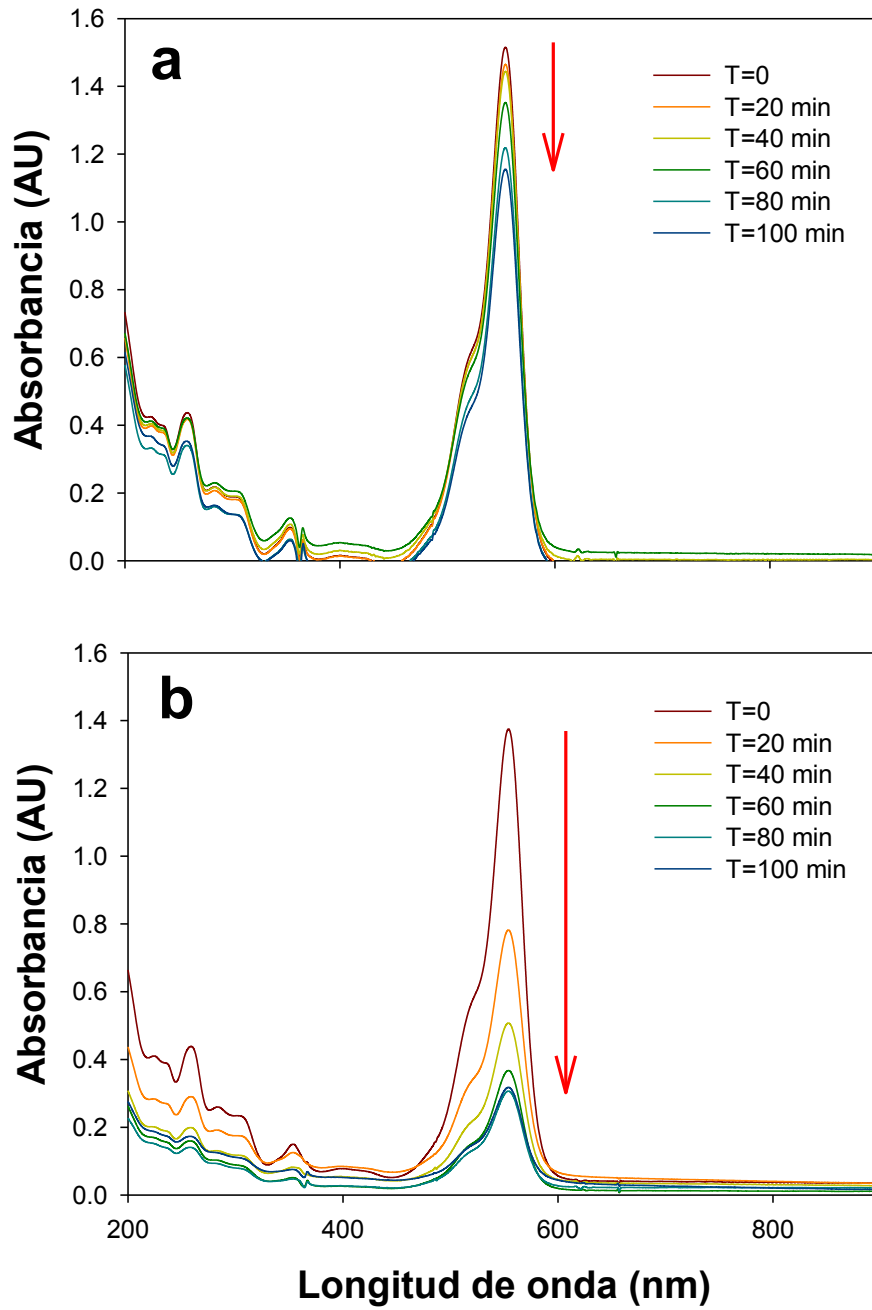 a
1.6
1.4
1.2
1.0
0.8
0.6
0.4
0.2
0.0
Absorbancia (AU)
T=0
T=20 min
T=40 min
T=60 min
T=80 min
T=100 min
b
1.6
1.4
1.2
1.0
0.8
0.6
0.4
0.2
0.0
Absorbancia (AU)
T=0
T=20 min
T=40 min
T=60 min
T=80 min
T=100 min
200 400 600 800
Longitud de onda (nm)